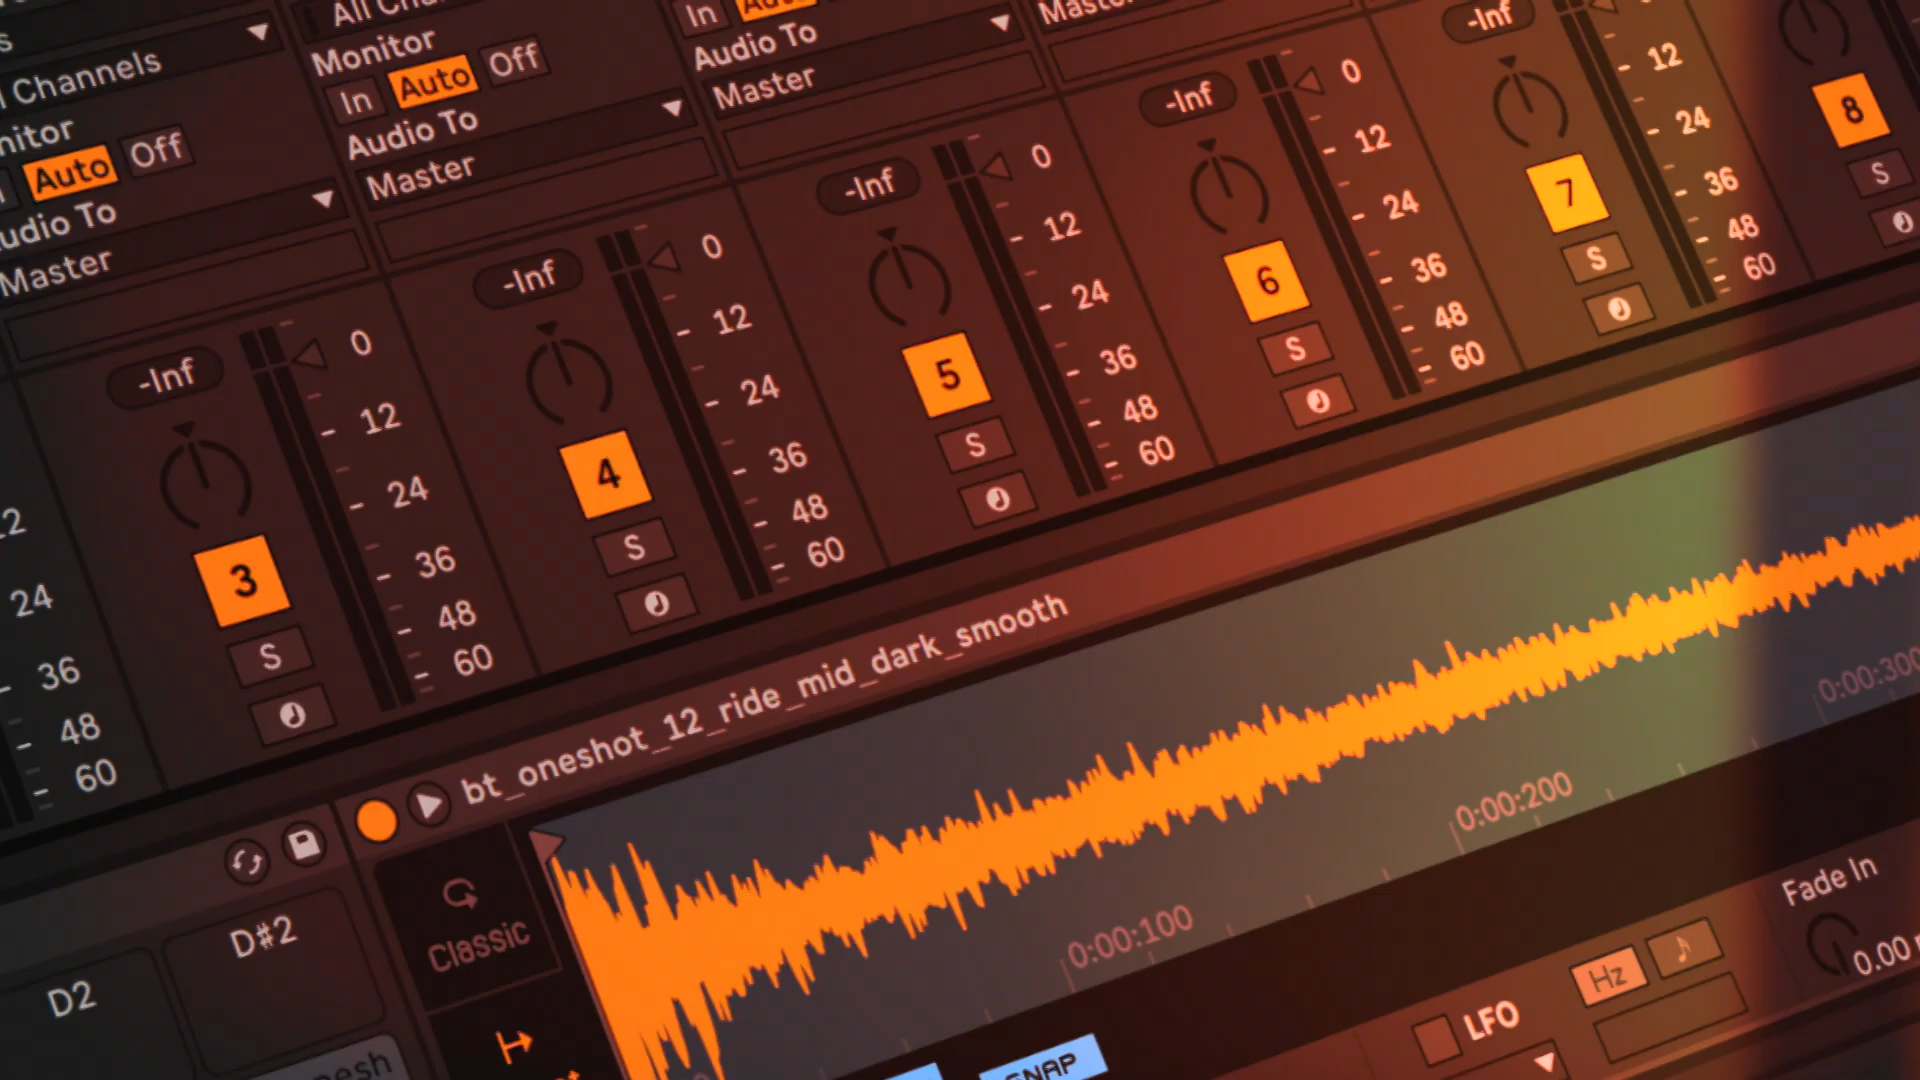 Channels
Auto Off
Audio To
Master
Monitor
In Auto Off
Audio To
Master
In
Audio To
Master
24
36
48
60
-Inf
0
12
24
36
48
60
3
S
-Inf
0
12
24
36
48
60
4
S
-Inf
0
12
24
36
48
60
5
S
-Inf
0
12
24
36
48
60
6
S
-Inf
12
24
36
48
60
7
S
8
S
bt_oneshot_12_ride_mid_dark_smooth
Classic
D2
D#2
0:00:100
0:00:200
0:00:300
SNAP
LFO
Hz
Fade In
0.00